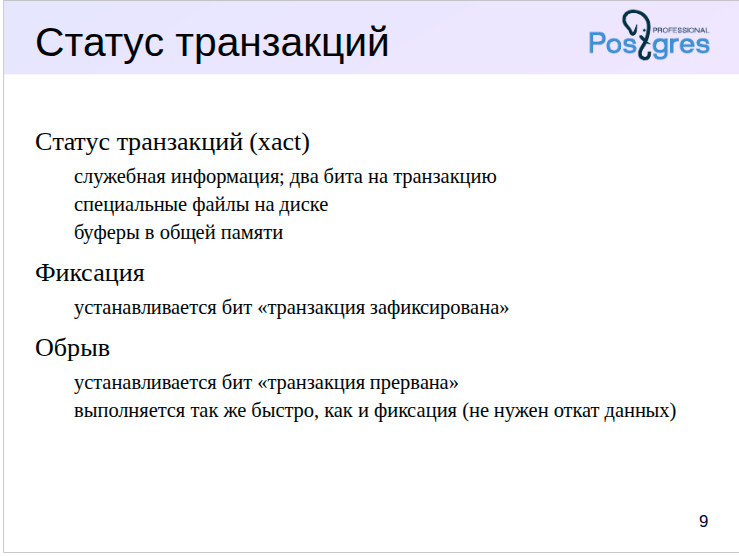 Статус транзакций
PROFESSIONAL
Postgres
Статус транзакций (xact)
служебная информация; два бита на транзакцию
специальные файлы на диске
буферы в общей памяти
Фиксация
устанавливается бит «транзакция зафиксирована»
Обрыв
устанавливается бит «транзакция прервана»
выполняется так же быстро, как и фиксация (не нужен откат данных)
9